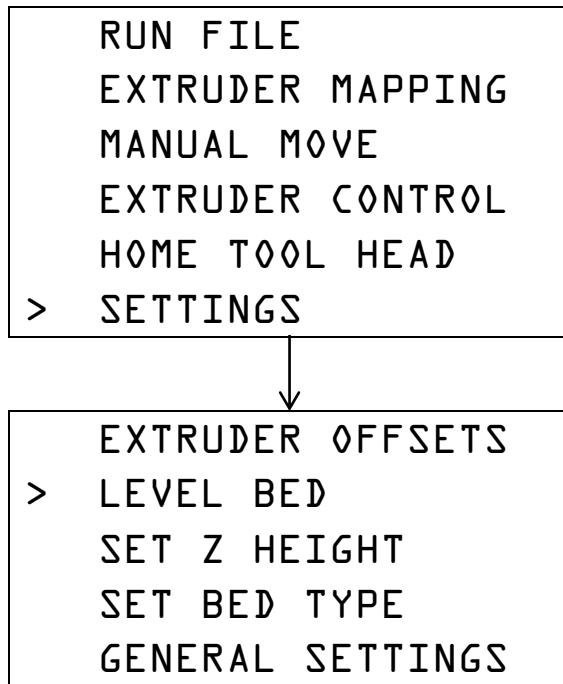 RUN FILE
EXTRUDER MAPPING
MANUAL MOVE
EXTRUDER CONTROL
HOME TOOL HEAD
> SETTINGS
EXTRUDER OFFSETS
> LEVEL BED
SET Z HEIGHT
SET BED TYPE
GENERAL SETTINGS